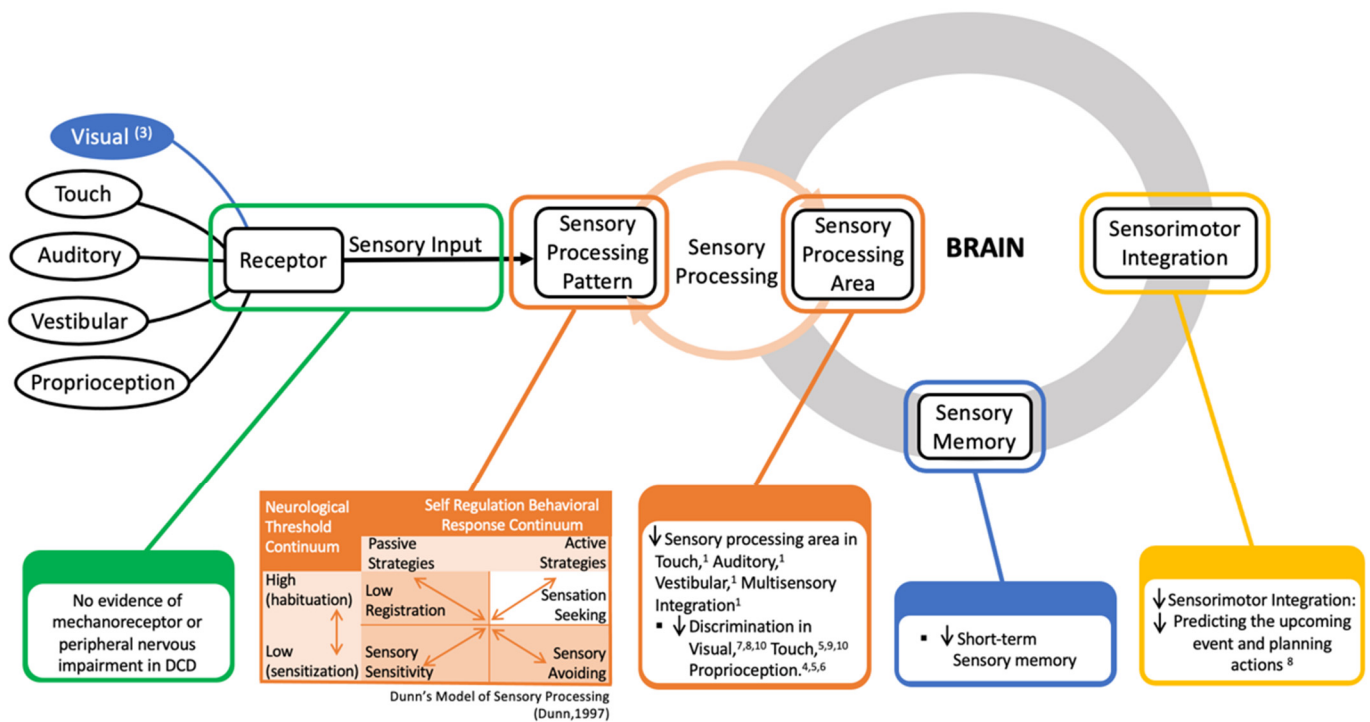 Visual (3)
Touch
Auditory
Vestibular
Proprioception
Receptor
Sensory Input
Sensory
Processing
Pattern
Sensory
Processing
Sensory
Processing
Area
BRAIN
Sensorimotor
Integration
Sensory
Memory
No evidence of
mechanoreceptor or
peripheral nervous
impairment in DCD
Neurological
Threshold
Continuum
Self Regulation Behavioral
Response Continuum
Passive
Strategies
Active
Strategies
High
(habituation)
Low
Registration
Sensation
Seeking
Low
(sensitization)
Sensory
Sensitivity
Sensory
Avoiding
Dunn's Model of Sensory Processing
(Dunn,1997)
↓ Sensory processing area in
Touch,1 Auditory,1
Vestibular,1 Multisensory
Integration1
▪ ↓ Discrimination in
Visual,7,8,10 Touch,5,9,10
Proprioception.4,5,6
▪ ↓ Short-term
Sensory memory
↓ Sensorimotor Integration:
↓ Predicting the upcoming
event and planning
actions 8